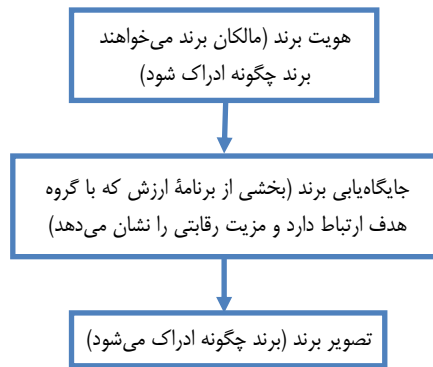 هویت برند (مالکان برند می‌خواهند
برند چگونه ادراک شود)
جایگاه‌یابی برند (بخشی از برنامهٔ ارزش که با گروه
هدف ارتباط دارد و مزیت رقابتی را نشان می‌دهد)
تصویر برند (برند چگونه ادراک می‌شود)